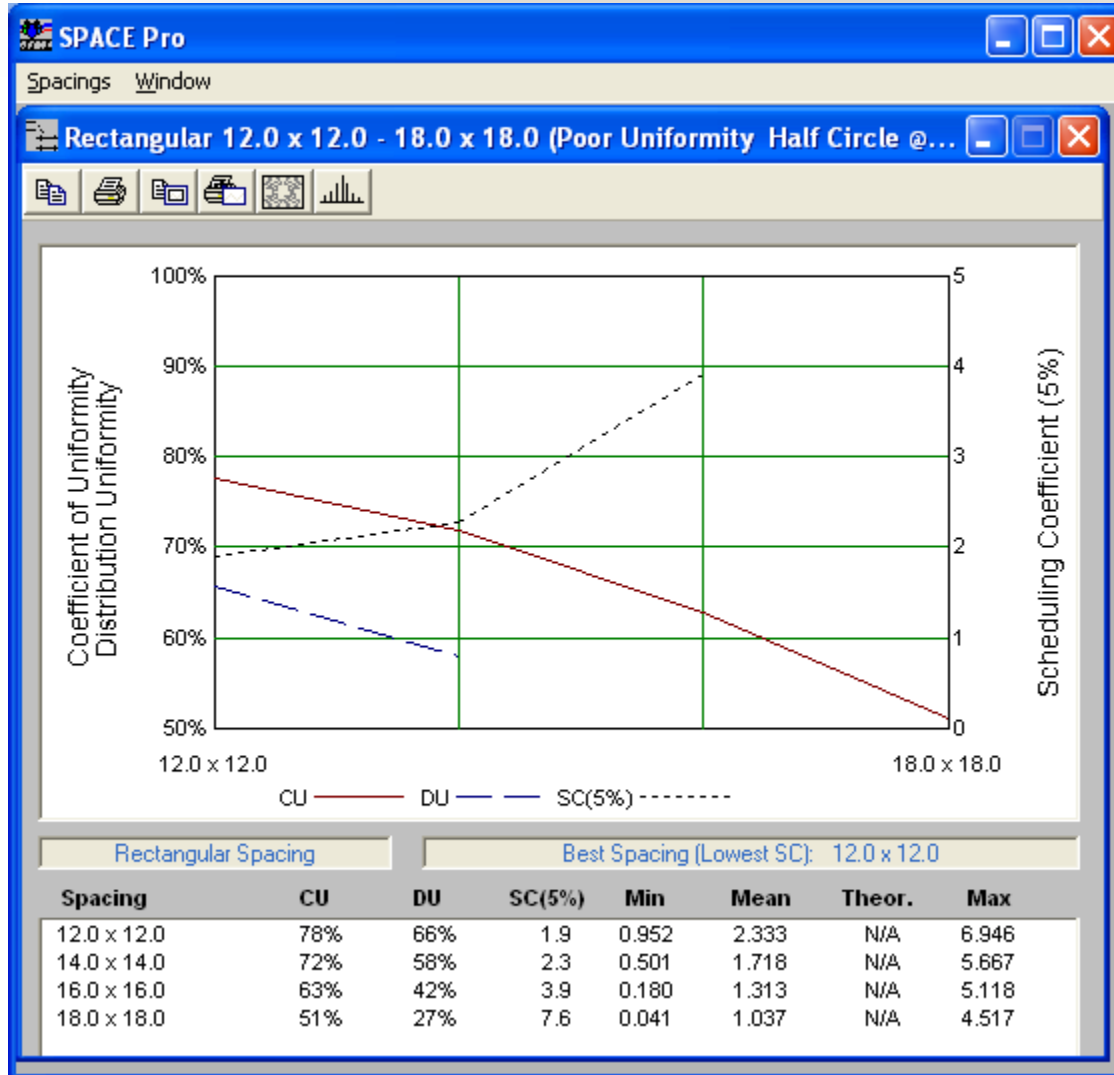 SPACE Pro
Spacings Window
Rectangular 12.0 x 12.0 - 18.0 x 18.0 (Poor Uniformity Half Circle @...
100% 5
90% 4
80% 3
70% 2
60% 1
50% 0
Coefficient of Uniformity
Distribution Uniformity
Scheduling Coefficient (5%)
12.0 x 12.0 18.0 x 18.0
CU DU SC(5%)
Rectangular Spacing Best Spacing (Lowest SC): 12.0 x 12.0
Spacing CU DU SC(5%) Min Mean Theor. Max
12.0 x 12.0 78% 66% 1.9 0.952 2.333 N/A 6.946
14.0 x 14.0 72% 58% 2.3 0.501 1.718 N/A 5.667
16.0 x 16.0 63% 42% 3.9 0.180 1.313 N/A 5.118
18.0 x 18.0 51% 27% 7.6 0.041 1.037 N/A 4.517